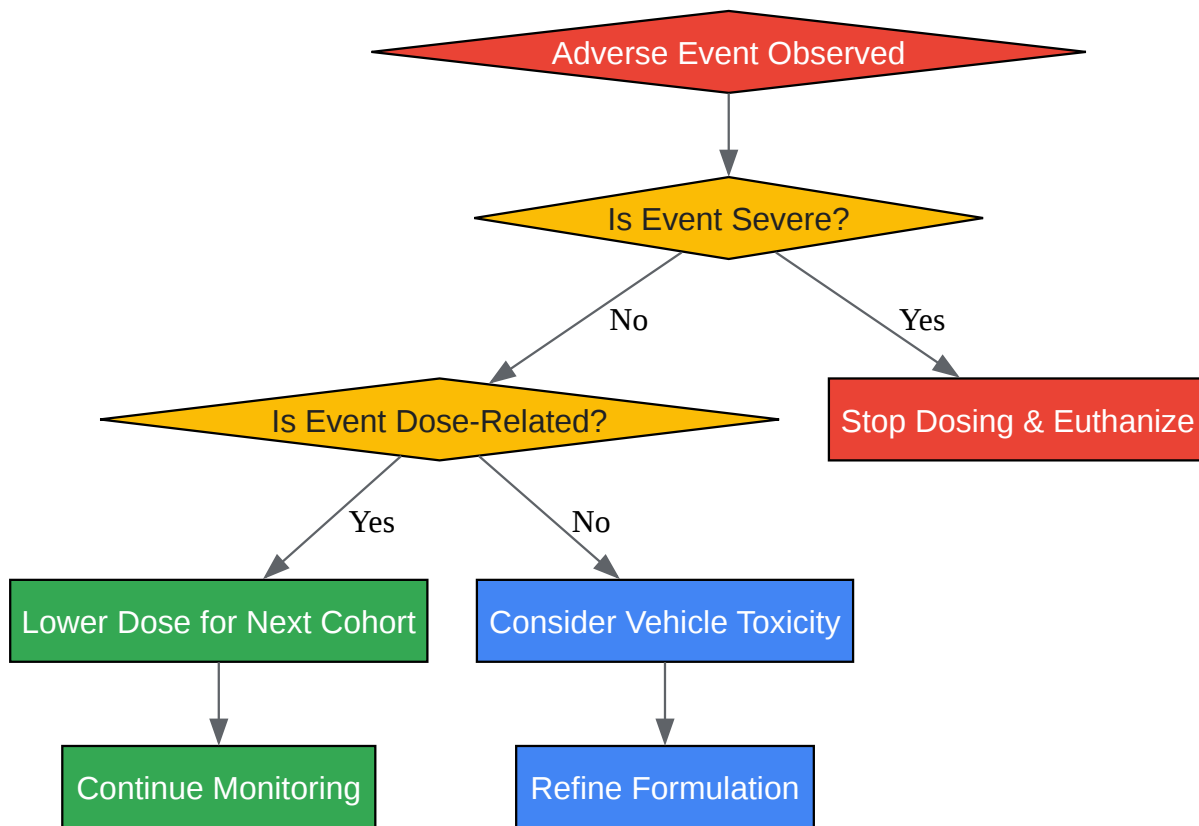 Adverse Event Observed
Is Event Severe?
No
Yes
Is Event Dose-Related?
Stop Dosing & Euthanize
Yes
No
Lower Dose for Next Cohort
Consider Vehicle Toxicity
Continue Monitoring
Refine Formulation